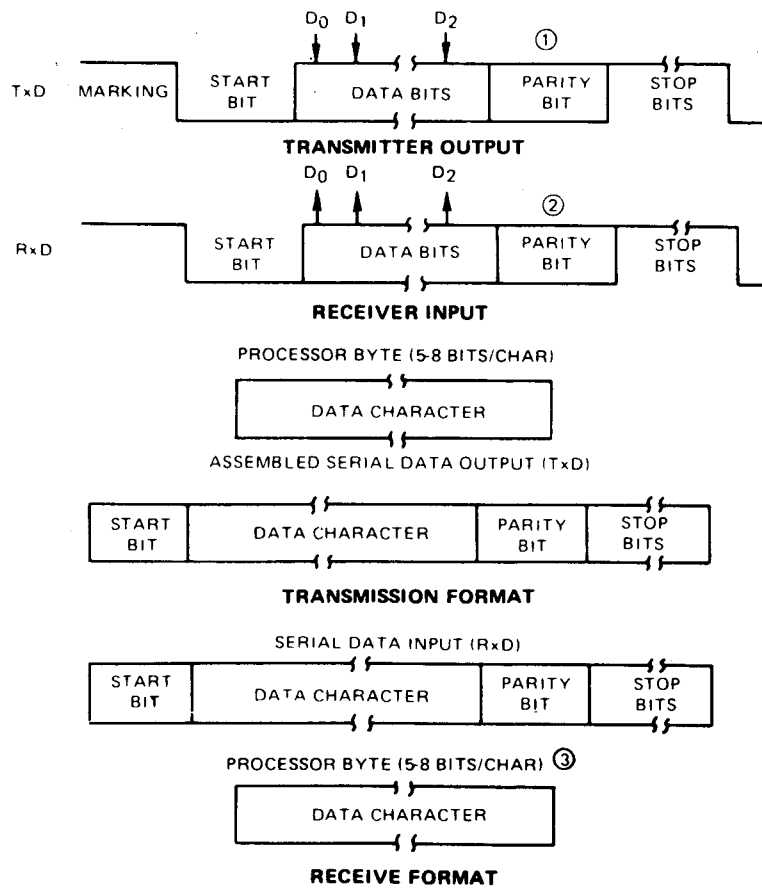 D0 D1 D2 ①
TxD MARKING START BIT DATA BITS PARITY BIT STOP BITS
TRANSMITTER OUTPUT
D0 D1 D2 ②
RxD START BIT DATA BITS PARITY BIT STOP BITS
RECEIVER INPUT
PROCESSOR BYTE (5-8 BITS/CHAR)
DATA CHARACTER
ASSEMBLED SERIAL DATA OUTPUT (TxD)
START BIT DATA CHARACTER PARITY BIT STOP BITS
TRANSMISSION FORMAT
SERIAL DATA INPUT (RxD)
START BIT DATA CHARACTER PARITY BIT STOP BITS
PROCESSOR BYTE (5-8 BITS/CHAR) ③
DATA CHARACTER
RECEIVE FORMAT